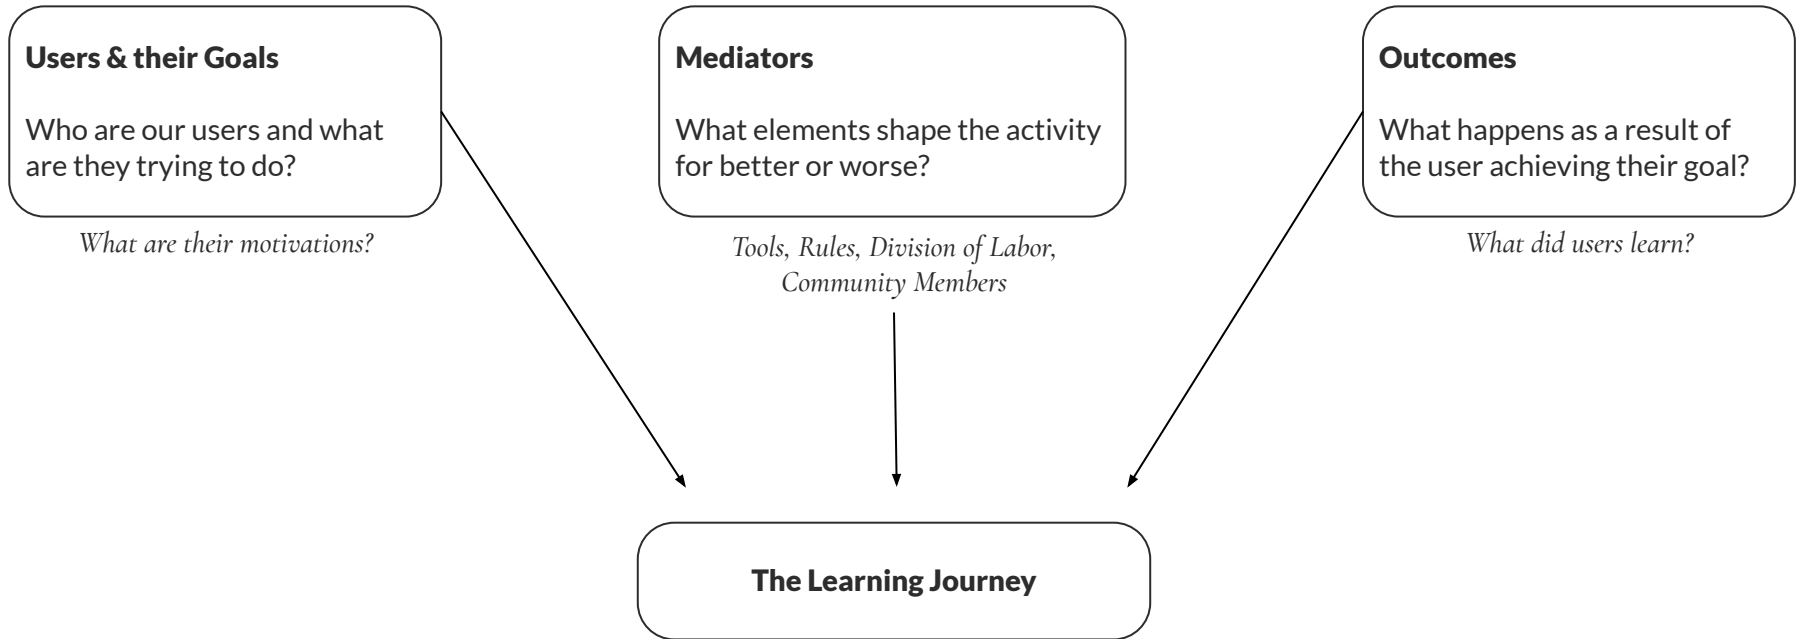 Users & their Goals
Who are our users and what
are they trying to do?
What are their motivations?
Mediators
What elements shape the activity
for better or worse?
Tools, Rules, Division of Labor,
Community Members
Outcomes
What happens as a result of
the user achieving their goal?
What did users learn?
The Learning Journey